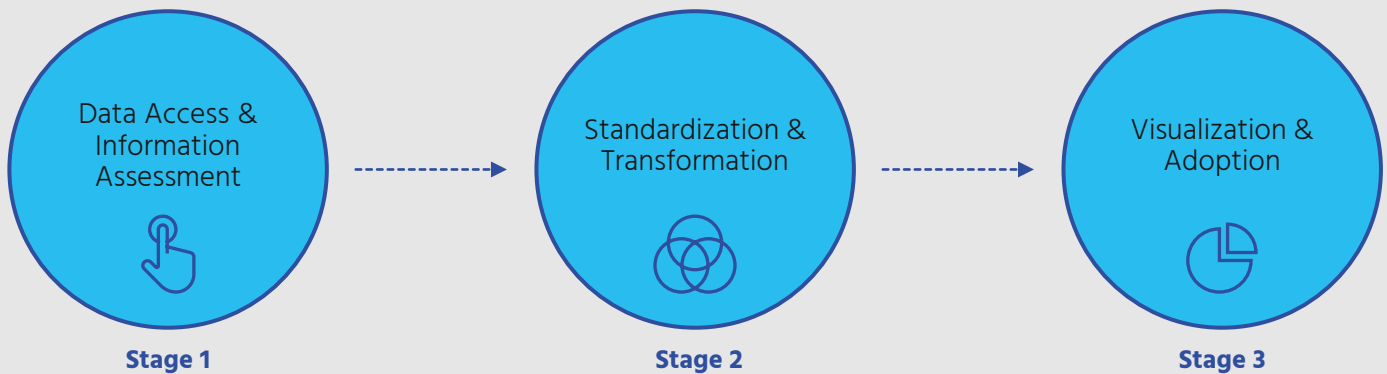 Data Access &
Information
Assessment
Stage 1
Standardization &
Transformation
Stage 2
Visualization &
Adoption
Stage 3